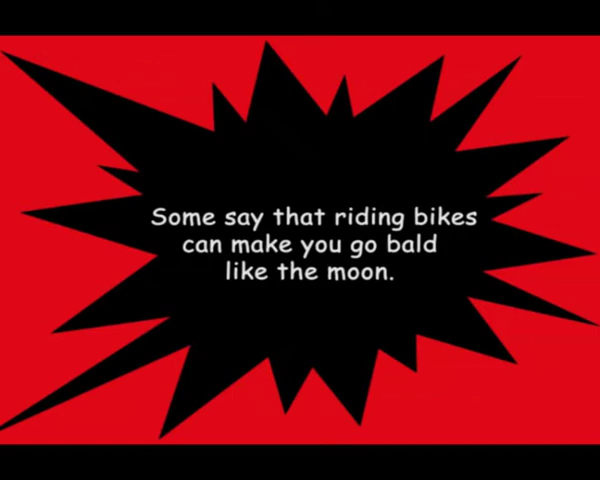 Some say that riding bikes
can make you go bald
like the moon.